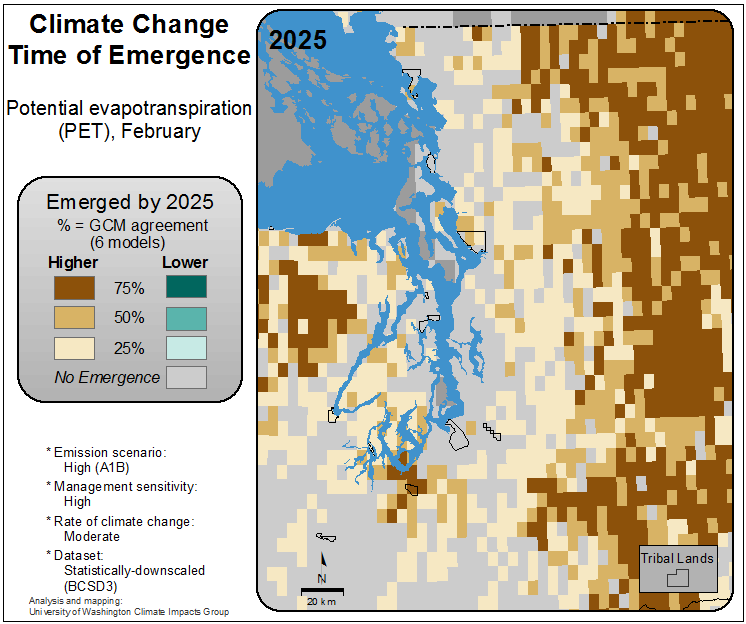 Climate Change
Time of Emergence
Potential evapotranspiration
(PET), February
Emerged by 2025
% = GCM agreement
(6 models)
Higher Lower
75%
50%
25%
No Emergence
* Emission scenario:
High (A1B)
* Management sensitivity:
High
* Rate of climate change:
Moderate
* Dataset:
Statistically-downscaled
(BCSD3)
Analysis and mapping:
University of Washington Climate Impacts Group
2025
N
20 km
Tribal Lands